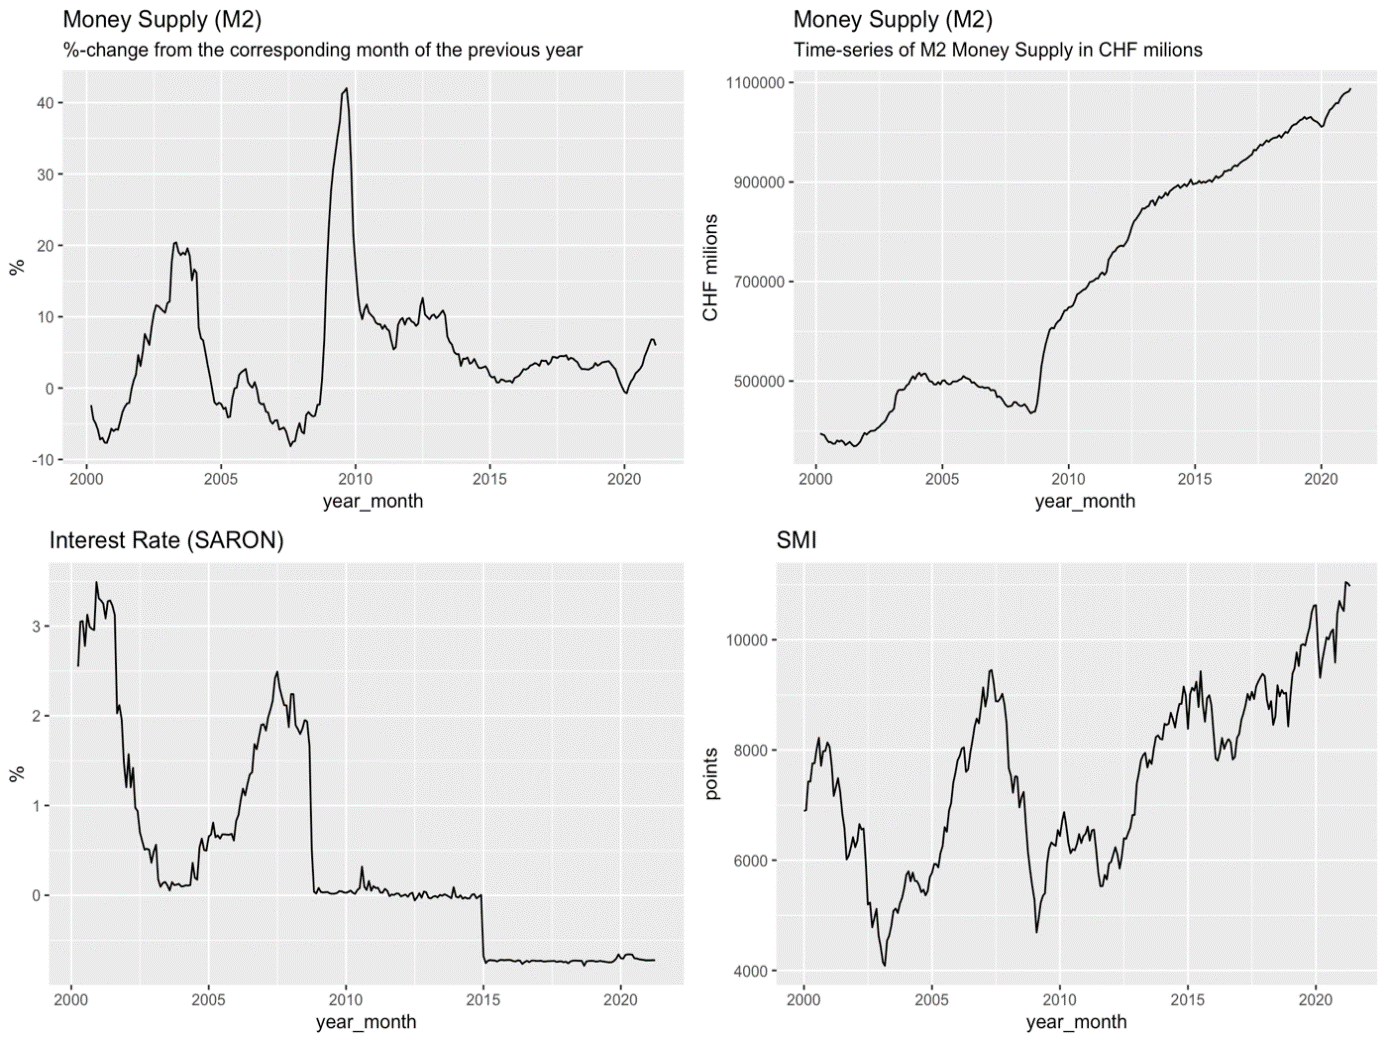 Money Supply (M2)
%-change from the corresponding month of the previous year
40
30
20
10
0
-10
%
2000 2005 2010 2015 2020
year_month
Money Supply (M2)
Time-series of M2 Money Supply in CHF milions
1100000
900000
700000
500000
CHF milions
2000 2005 2010 2015 2020
year_month
Interest Rate (SARON)
3
2
1
0
%
2000 2005 2010 2015 2020
year_month
SMI
10000
8000
6000
4000
points
2000 2005 2010 2015 2020
year_month